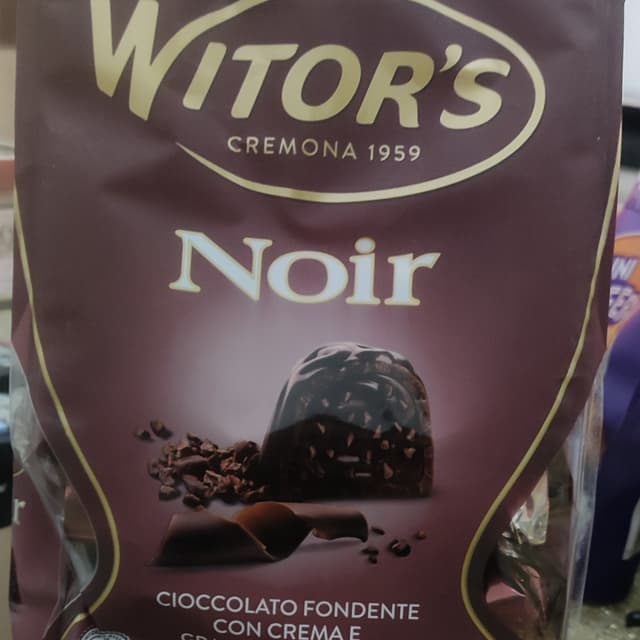 WITOR'S
CREMONA 1959
Noir
CIOCCOLATO FONDENTE
CON CREMA E